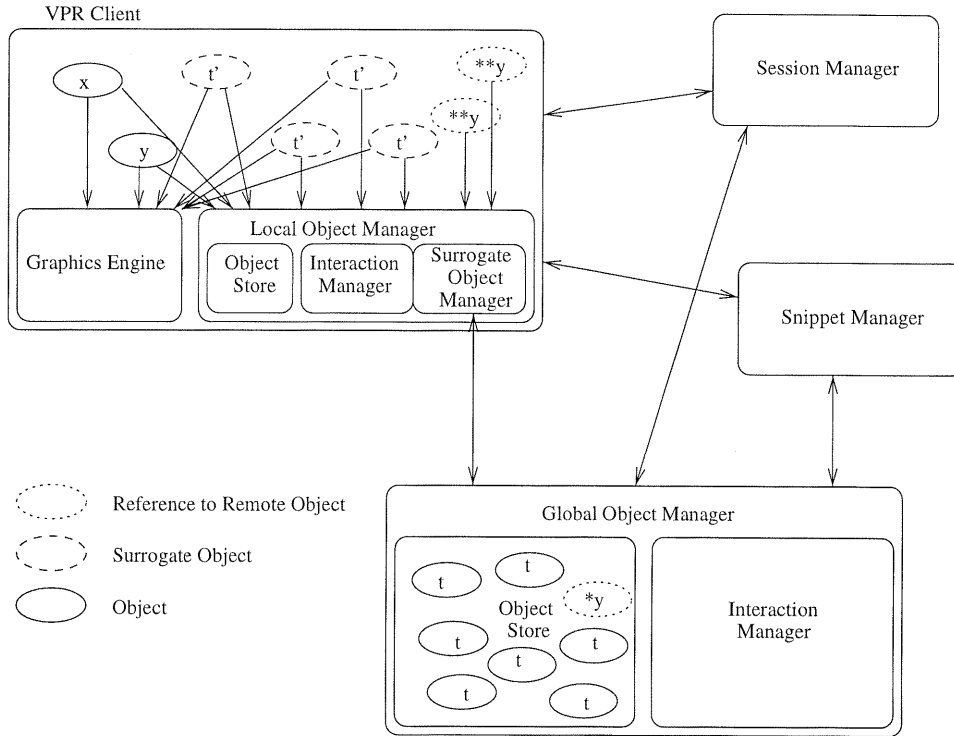 VPR Client
x
t'
t'
**y
**y
y
t'
t'
Graphics Engine
Local Object Manager
Object
Store
Interaction
Manager
Surrogate
Object
Manager
Session Manager
Snippet Manager
Reference to Remote Object
Surrogate Object
Object
Global Object Manager
t
t
*y
Object
Store
t
t
t
t
t
Interaction
Manager